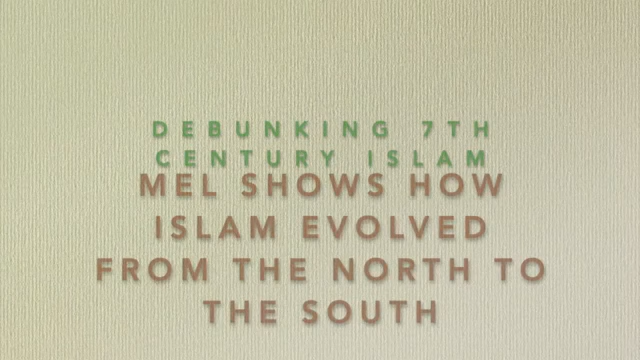 DEBUNKING 7TH
CENTURY ISLAM
MEL SHOWS HOW
ISLAM EVOLVED
FROM THE NORTH TO
THE SOUTH